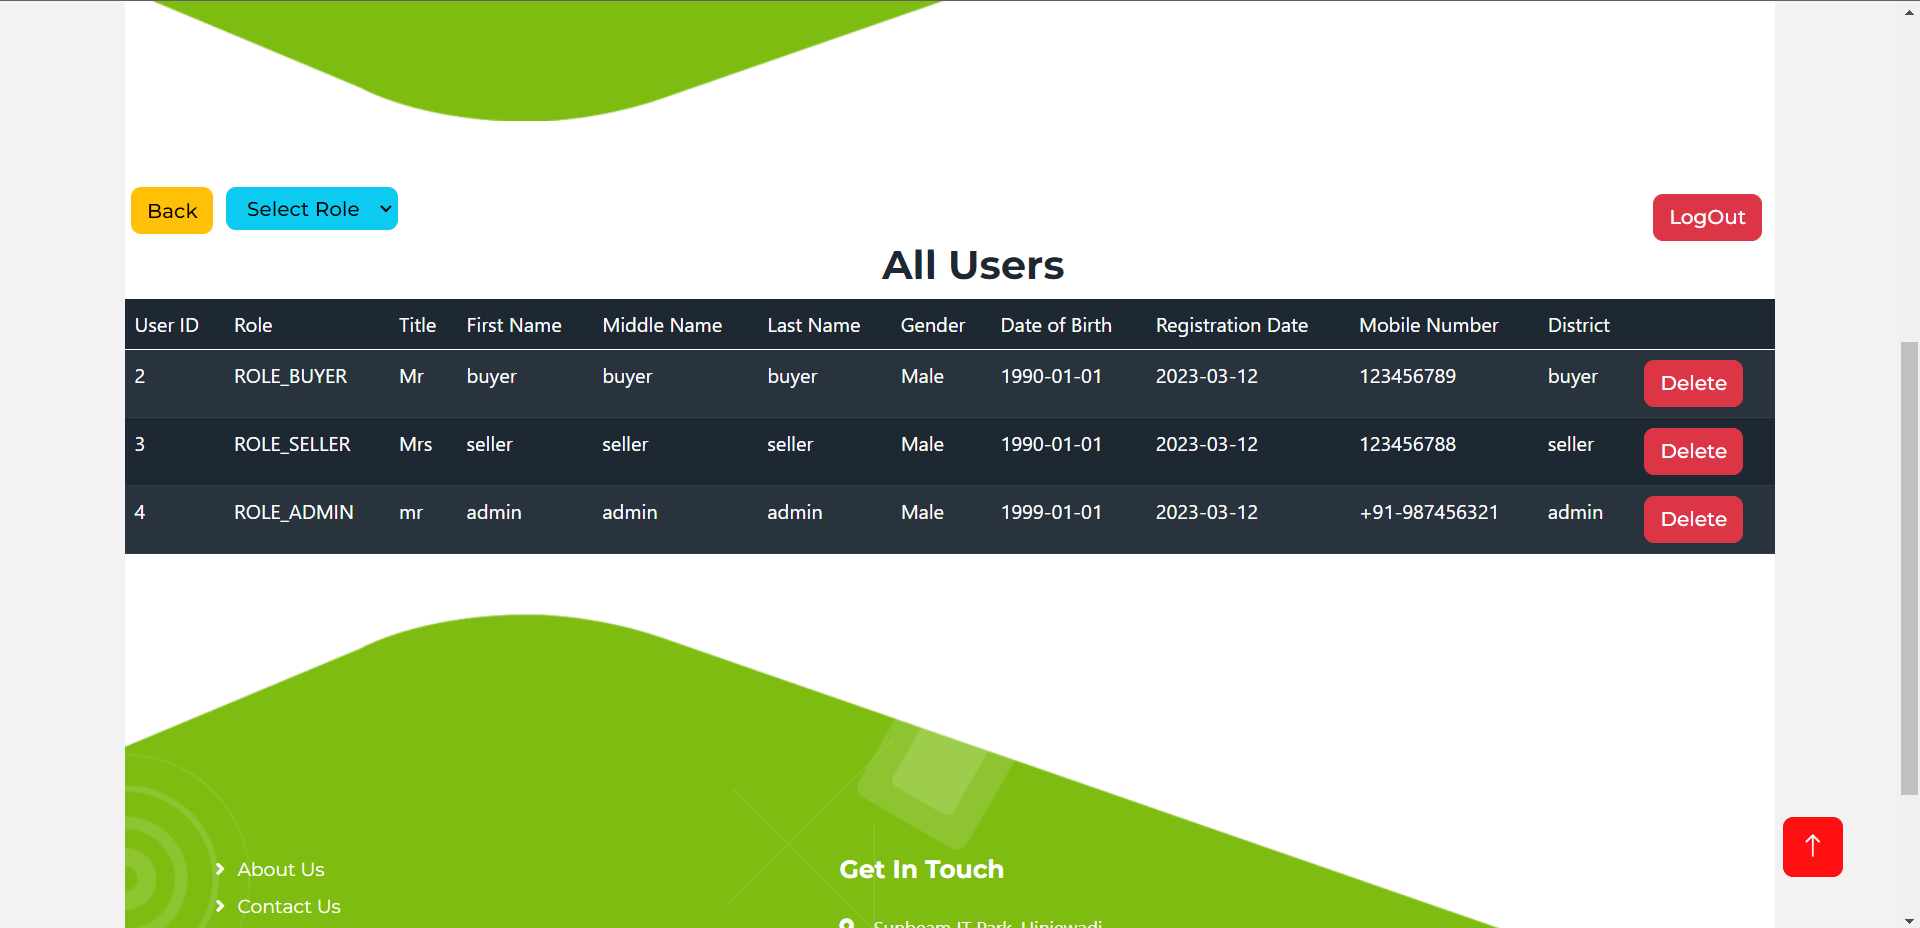 Back Select Role LogOut
All Users
User ID Role Title First Name Middle Name Last Name Gender Date of Birth Registration Date Mobile Number District
2 ROLE_BUYER Mr buyer buyer buyer Male 1990-01-01 2023-03-12 123456789 buyer Delete
3 ROLE_SELLER Mrs seller seller seller Male 1990-01-01 2023-03-12 123456788 seller Delete
4 ROLE_ADMIN mr admin admin admin Male 1999-01-01 2023-03-12 +91-987456321 admin Delete
About Us Get In Touch
Contact Us
Sunbeam IT Park, Hinjewadi